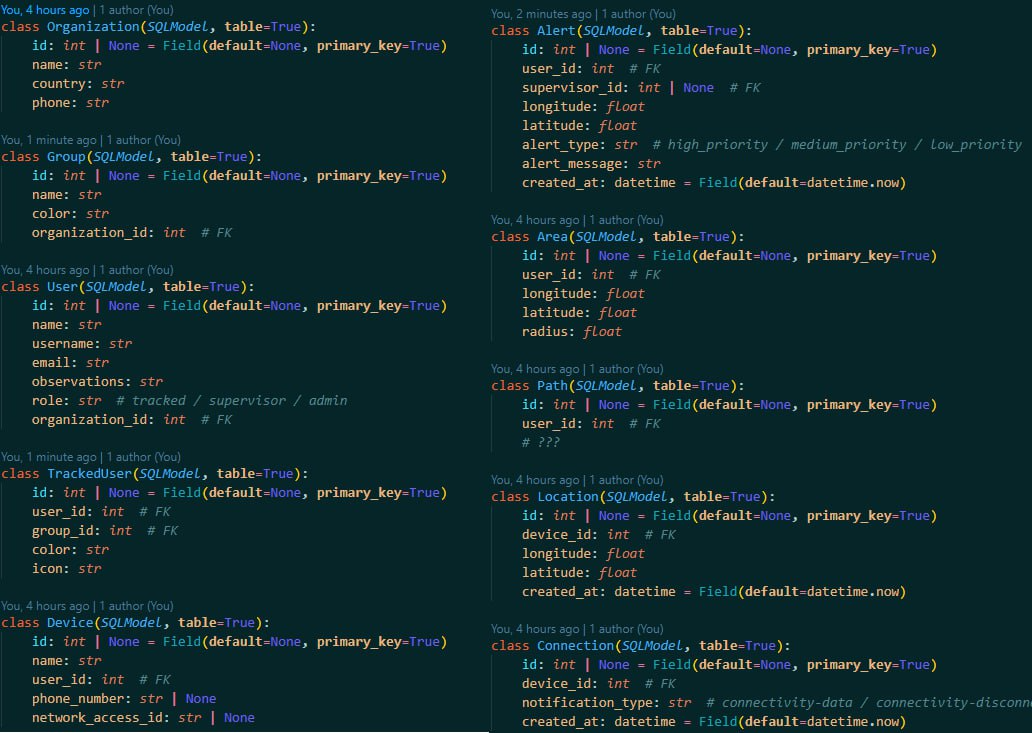 You, 4 hours ago | 1 author (You)
class Organization(SQLModel, table=True):
    id: int | None = Field(default=None, primary_key=True)
    name: str
    country: str
    phone: str
You, 1 minute ago | 1 author (You)
class Group(SQLModel, table=True):
    id: int | None = Field(default=None, primary_key=True)
    name: str
    color: str
    organization_id: int  # FK
You, 4 hours ago | 1 author (You)
class User(SQLModel, table=True):
    id: int | None = Field(default=None, primary_key=True)
    name: str
    username: str
    email: str
    observations: str
    role: str  # tracked / supervisor / admin
    organization_id: int  # FK
You, 1 minute ago | 1 author (You)
class TrackedUser(SQLModel, table=True):
    id: int | None = Field(default=None, primary_key=True)
    user_id: int  # FK
    group_id: int  # FK
    color: str
    icon: str
You, 4 hours ago | 1 author (You)
class Device(SQLModel, table=True):
    id: int | None = Field(default=None, primary_key=True)
    name: str
    user_id: int  # FK
    phone_number: str | None
    network_access_id: str | None
You, 2 minutes ago | 1 author (You)
class Alert(SQLModel, table=True):
    id: int | None = Field(default=None, primary_key=True)
    user_id: int  # FK
    supervisor_id: int | None  # FK
    longitude: float
    latitude: float
    alert_type: str  # high_priority / medium_priority / low_priority
    alert_message: str
    created_at: datetime = Field(default=datetime.now)
You, 4 hours ago | 1 author (You)
class Area(SQLModel, table=True):
    id: int | None = Field(default=None, primary_key=True)
    user_id: int  # FK
    longitude: float
    latitude: float
    radius: float
You, 4 hours ago | 1 author (You)
class Path(SQLModel, table=True):
    id: int | None = Field(default=None, primary_key=True)
    user_id: int  # FK
    # ???
You, 4 hours ago | 1 author (You)
class Location(SQLModel, table=True):
    id: int | None = Field(default=None, primary_key=True)
    device_id: int  # FK
    longitude: float
    latitude: float
    created_at: datetime = Field(default=datetime.now)
You, 4 hours ago | 1 author (You)
class Connection(SQLModel, table=True):
    id: int | None = Field(default=None, primary_key=True)
    device_id: int  # FK
    notification_type: str  # connectivity-data / connectivity-disconn
    created_at: datetime = Field(default=datetime.now)